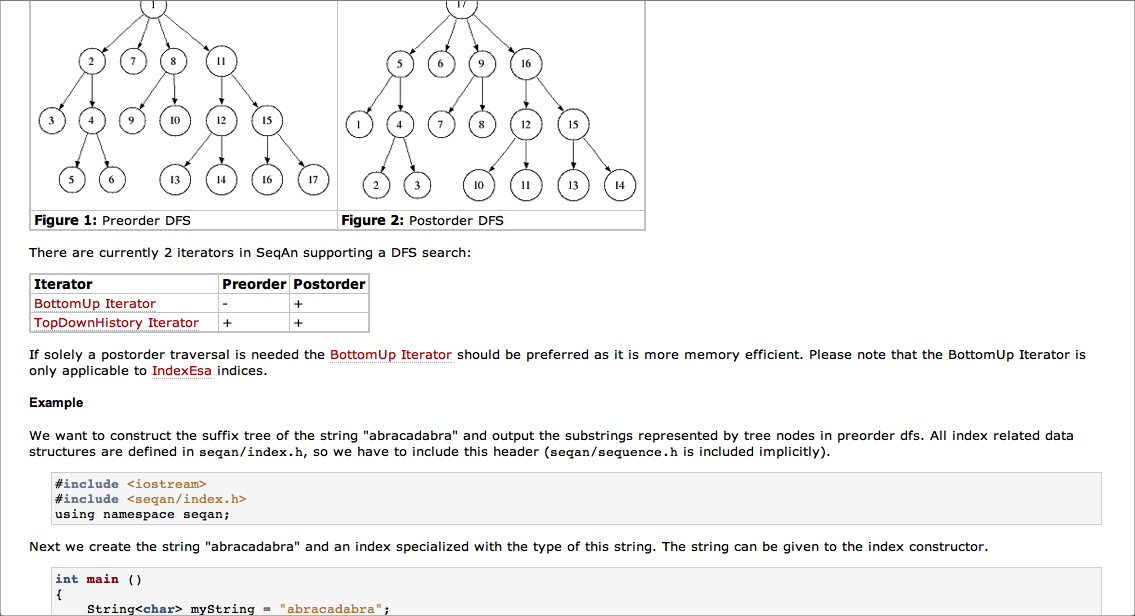 1
17
2 7 8 11
5 6 9 16
3 4 9 10 12 15
1 4 7 8 12 15
5 6 13 14 16 17
2 3 10 11 13 14
Figure 1: Preorder DFS
Figure 2: Postorder DFS
There are currently 2 iterators in SeqAn supporting a DFS search:
Iterator Preorder Postorder
BottomUp Iterator - +
TopDownHistory Iterator + +
If solely a postorder traversal is needed the BottomUp Iterator should be preferred as it is more memory efficient. Please note that the BottomUp Iterator is
only applicable to IndexEsa indices.
Example
We want to construct the suffix tree of the string "abracadabra" and output the substrings represented by tree nodes in preorder dfs. All index related data
structures are defined in seqan/index.h, so we have to include this header (seqan/sequence.h is included implicitly).
#include <iostream>
#include <seqan/index.h>
using namespace seqan;
Next we create the string "abracadabra" and an index specialized with the type of this string. The string can be given to the index constructor.
int main ()
{
String<char> myString = "abracadabra";